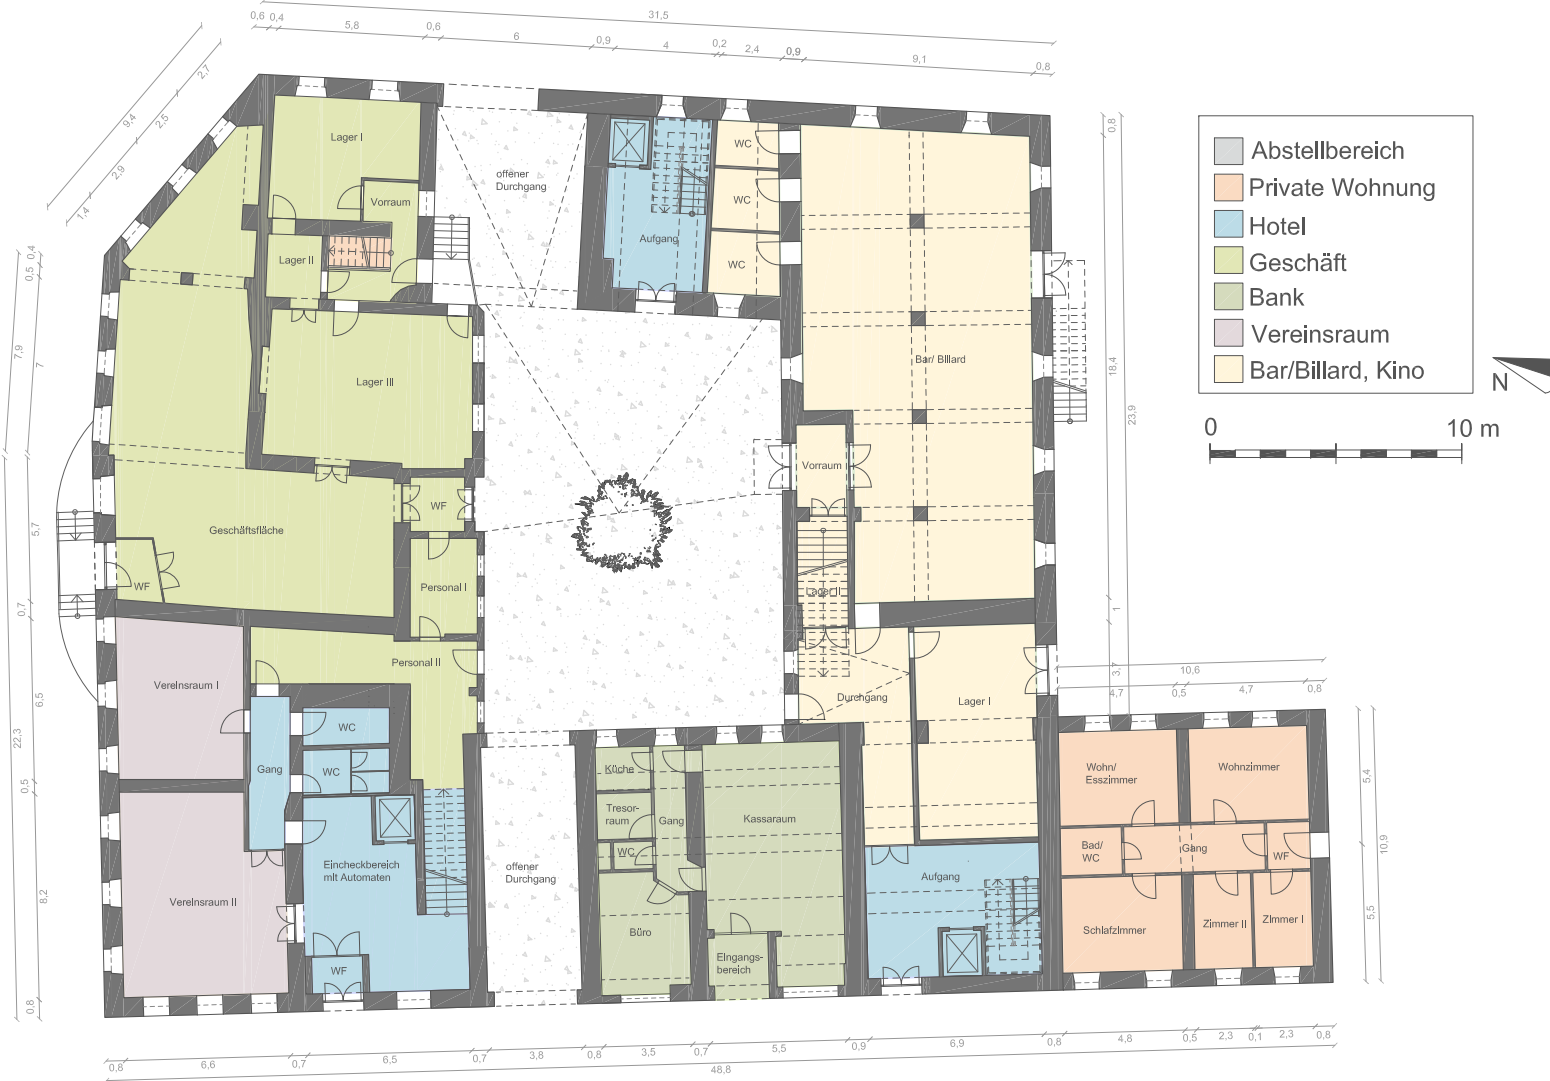 31,5
0,6 0,4 5,8 0,6 6 0,9 4 0,2 2,4 0,9 9,1 0,8
9,4
2,7
2,5
2,9
1,4
0,4
0,5
7,9
7
5,7
0,7
6,5
22,3
0,5
8,2
0,8
0,8
18,4
23,9
1
3,7
Lager I
Vorraum
Lager II
offener
Durchgang
WC
WC
WC
Aufgang
Lager III
Bar/ Billard
Vorraum
WF
Geschäftsfläche
WF
Personal I
Lager II
Personal II
Vereinsraum I
Durchgang
Lager I
WC
Gang
WC
Eincheckbereich
mit Automaten
Vereinsraum II
WF
offener
Durchgang
Küche
Tresor-
raum
Gang
WC
Büro
Kassaraum
Eingangs-
bereich
Aufgang
10,6
4,7 0,5 4,7 0,8
Wohn/
Esszimmer
Wohnzimmer
Bad/
WC
Gang
WF
Schlafzimmer
Zimmer II
Zimmer I
5,4
10,9
5,5
0,8 6,6 0,7 6,5 0,7 3,8 0,8 3,5 0,7 5,5 0,9 6,9 0,8 4,8 0,5 2,3 0,1 2,3 0,8
48,8
Abstellbereich
Private Wohnung
Hotel
Geschäft
Bank
Vereinsraum
Bar/Billard, Kino
N
0 10 m